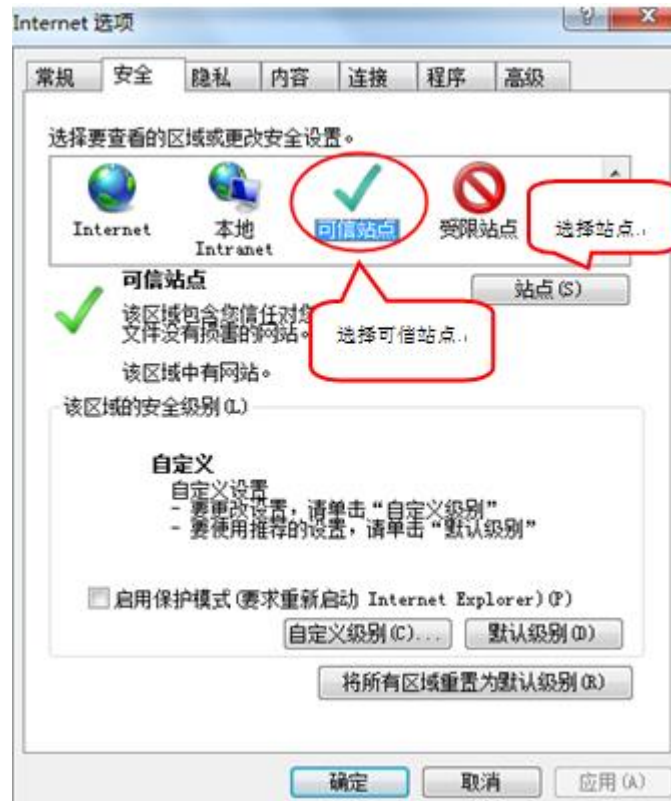 Internet 选项
常规 安全 隐私 内容 连接 程序 高级
选择要查看的区域或更改安全设置。
Internet 本地 可信站点 受限站点
Intranet
选择站点.
可信站点
站点(S)
该区域包含您信任对您
文件没有损害的网站。
选择可信站点.
该区域中有网站。
该区域的安全级别(L)
自定义
自定义设置
- 要更改设置，请单击“自定义级别”
- 要使用推荐的设置，请单击“默认级别”
启用保护模式(要求重新启动 Internet Explorer)(P)
自定义级别(C)... 默认级别(D)
将所有区域重置为默认级别(R)
确定 取消 应用(A)